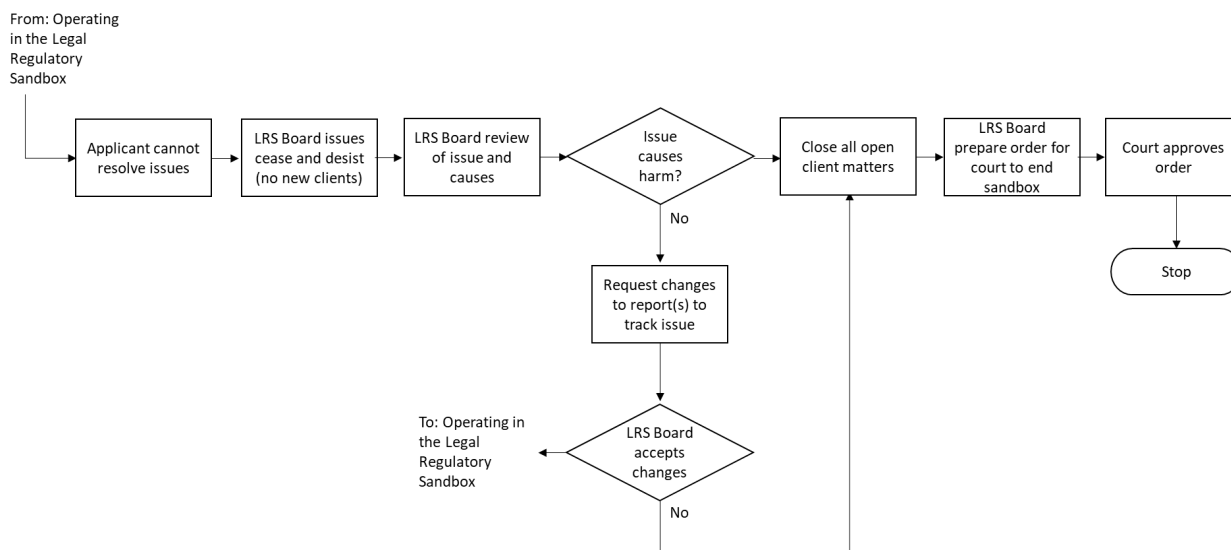 From: Operating
in the Legal
Regulatory
Sandbox
Applicant cannot
resolve issues
LRS Board issues
cease and desist
(no new clients)
LRS Board review
of issue and
causes
Issue
causes
harm?
Close all open
client matters
LRS Board
prepare order for
court to end
sandbox
Court approves
order
No
Stop
Request changes
to report(s) to
track issue
To: Operating in
the Legal
Regulatory
Sandbox
LRS Board
accepts
changes
No